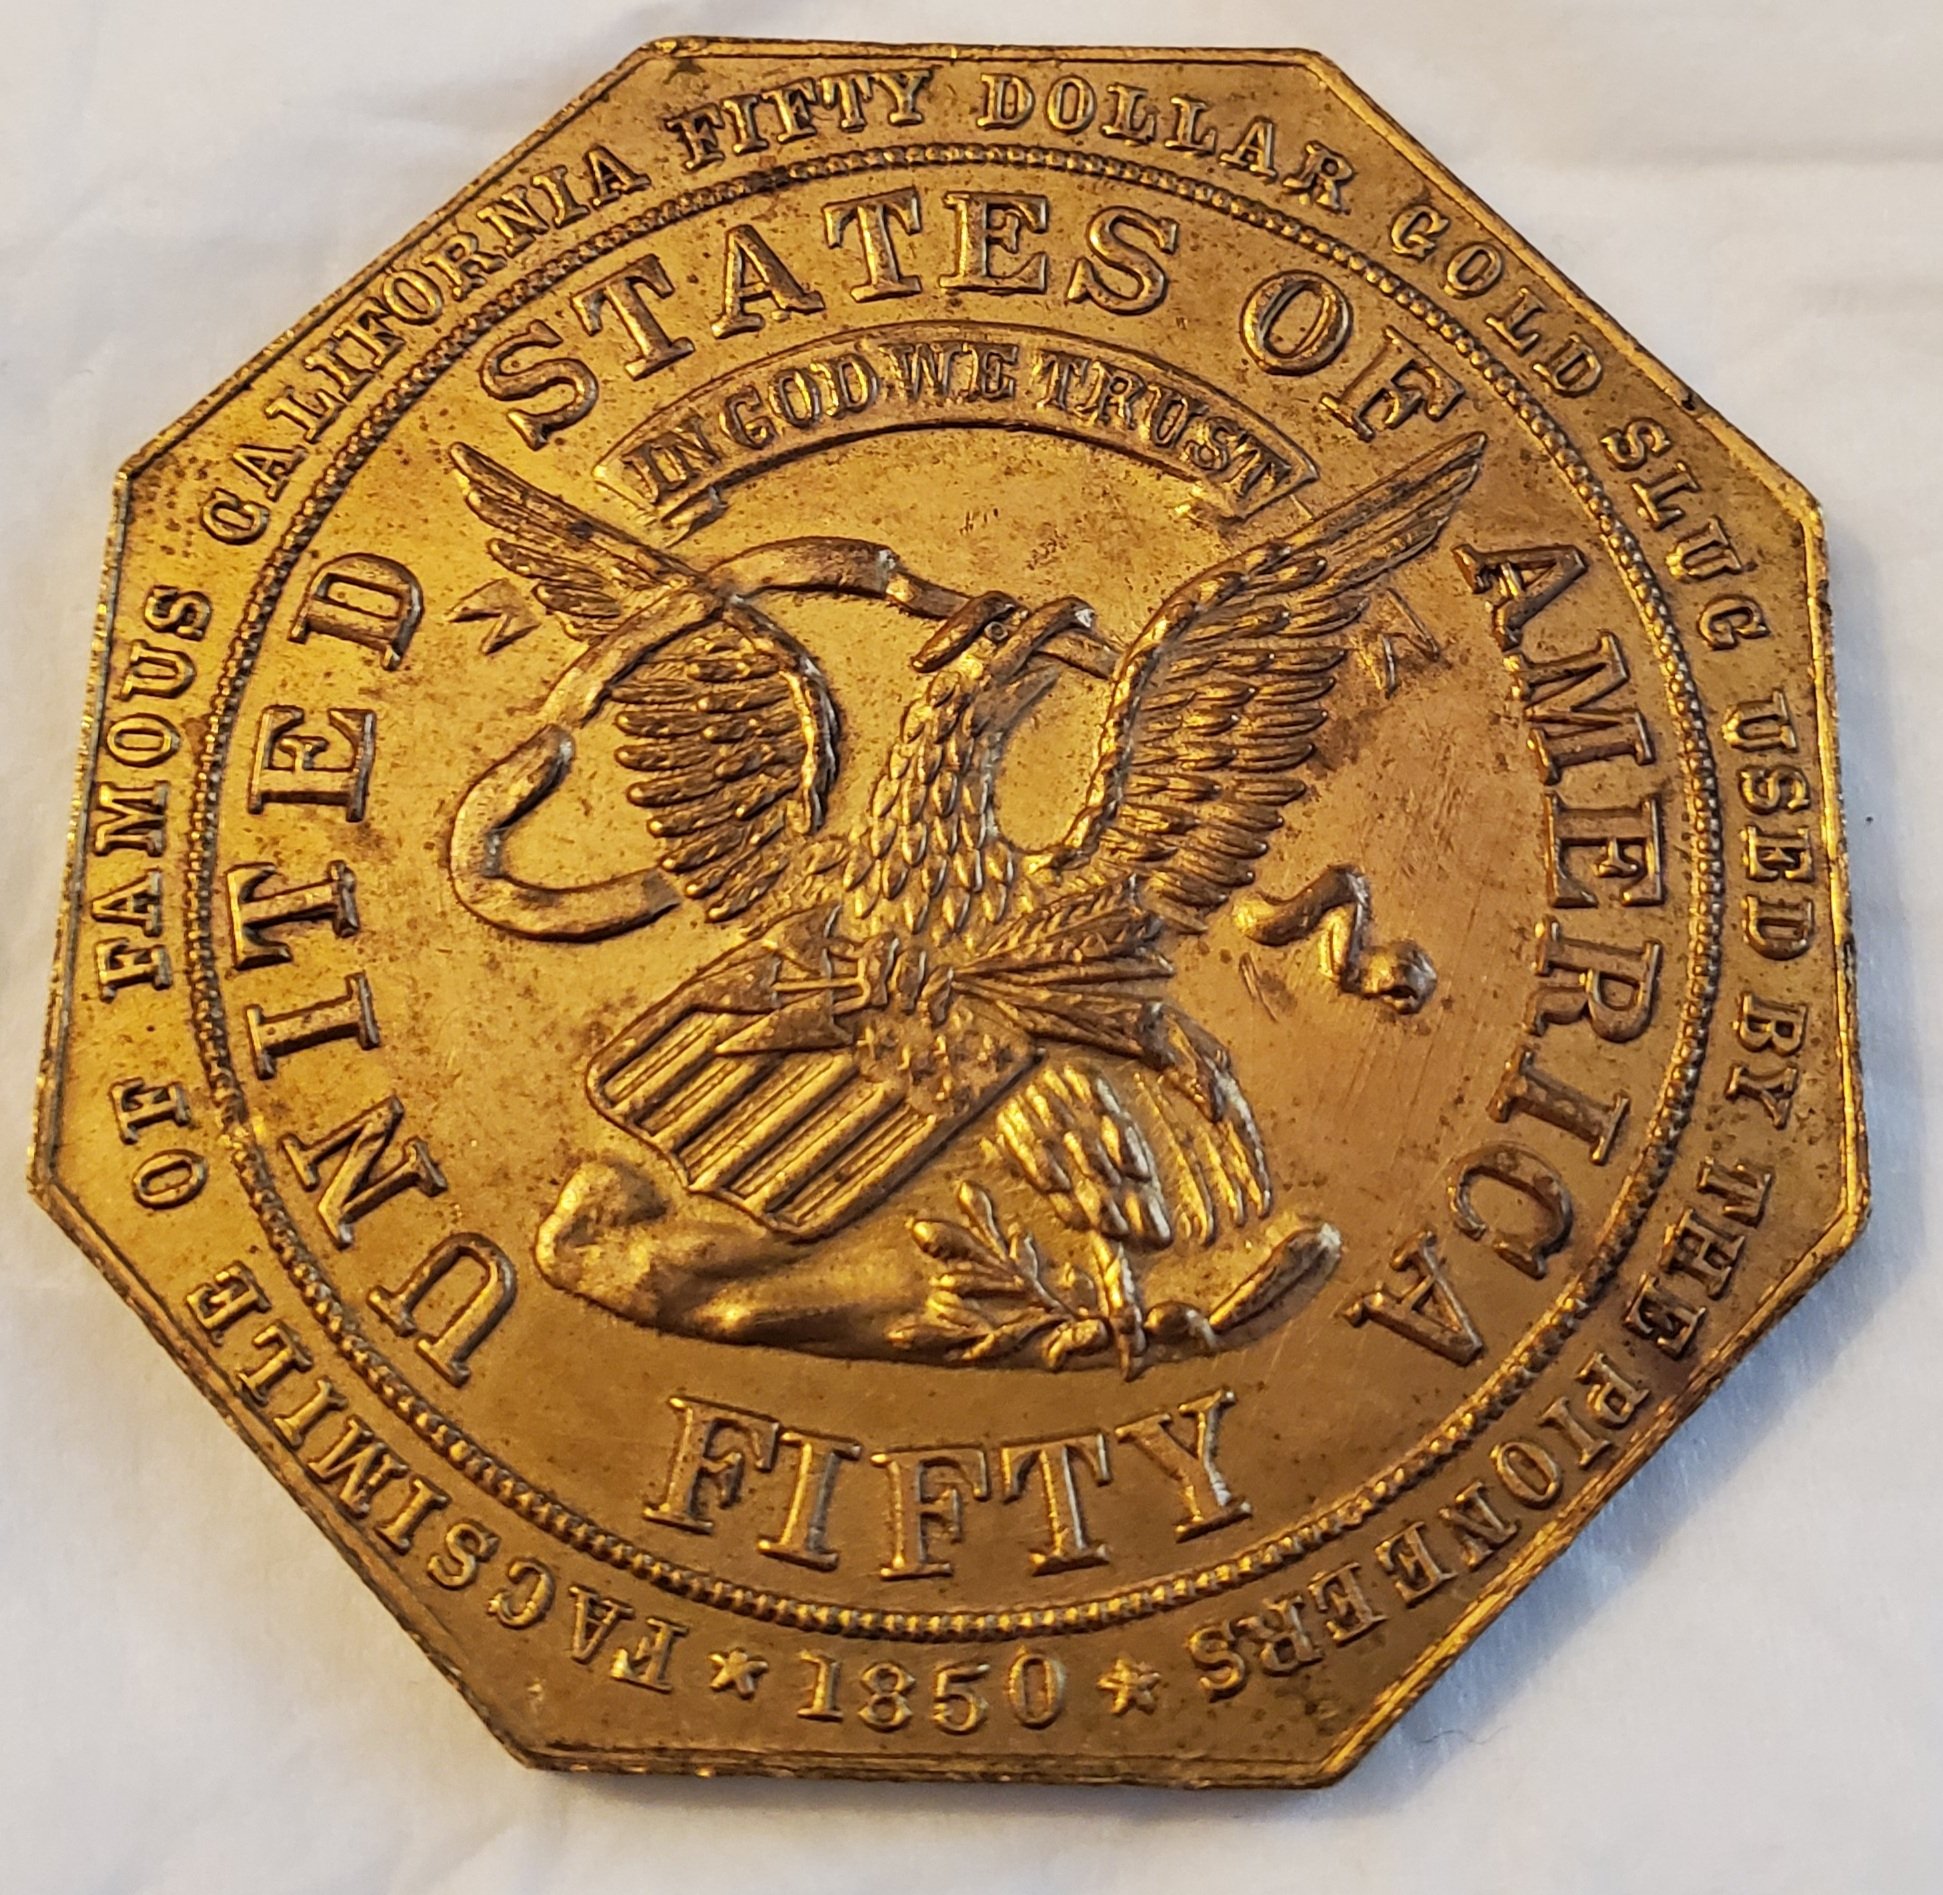 FACSIMILE OF FAMOUS CALIFORNIA FIFTY DOLLAR GOLD SLUG USED BY THE PIONEERS
★ 1850 ★
UNITED STATES OF AMERICA
IN GOD WE TRUST
FIFTY